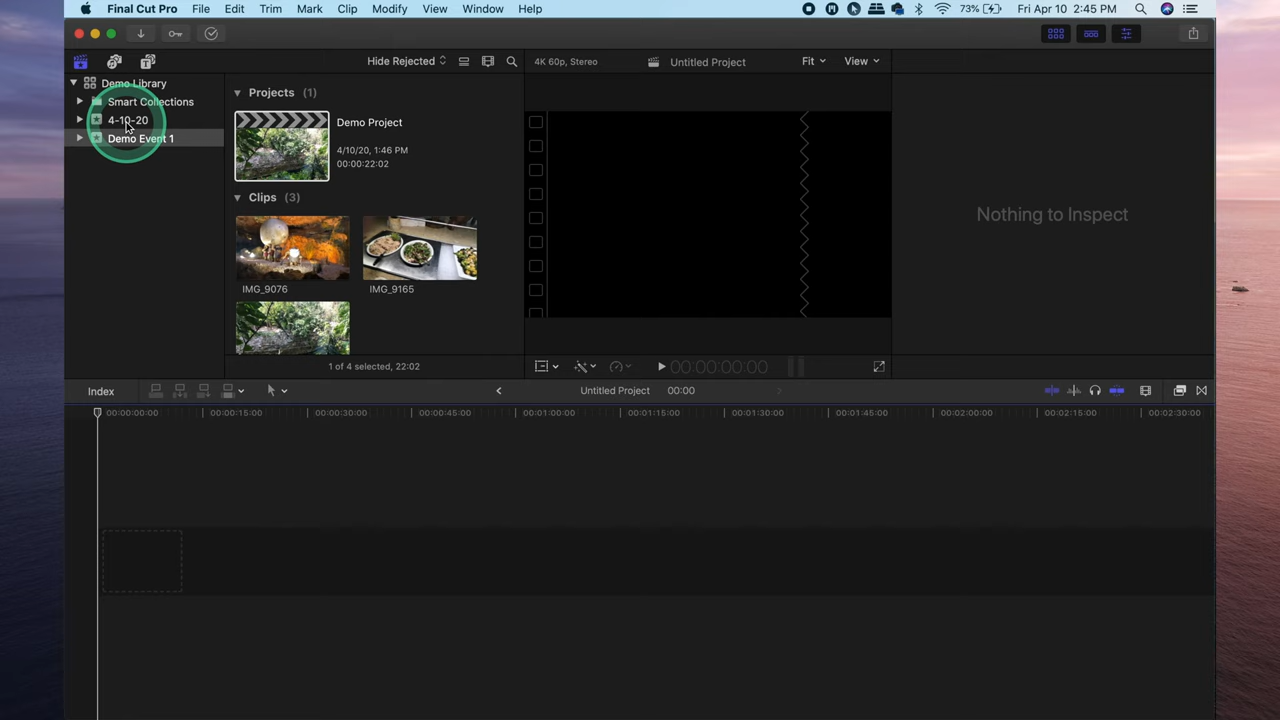 Final Cut Pro File Edit Trim Mark Clip Modify View Window Help 73% Fri Apr 10 2:45 PM
Hide Rejected 4K 60p, Stereo Untitled Project Fit View
Demo Library
Smart Collections
4-10-20
Demo Event 1
Projects (1)
Demo Project
4/10/20, 1:46 PM
00:00:22:02
Clips (3)
IMG_9076 IMG_9165
1 of 4 selected, 22:02
Nothing to Inspect
00:00:00:00
Index Untitled Project 00:00
00:00:00:00 00:00:15:00 00:00:30:00 00:00:45:00 00:01:00:00 00:01:15:00 00:01:30:00 00:01:45:00 00:02:00:00 00:02:15:00 00:02:30:00